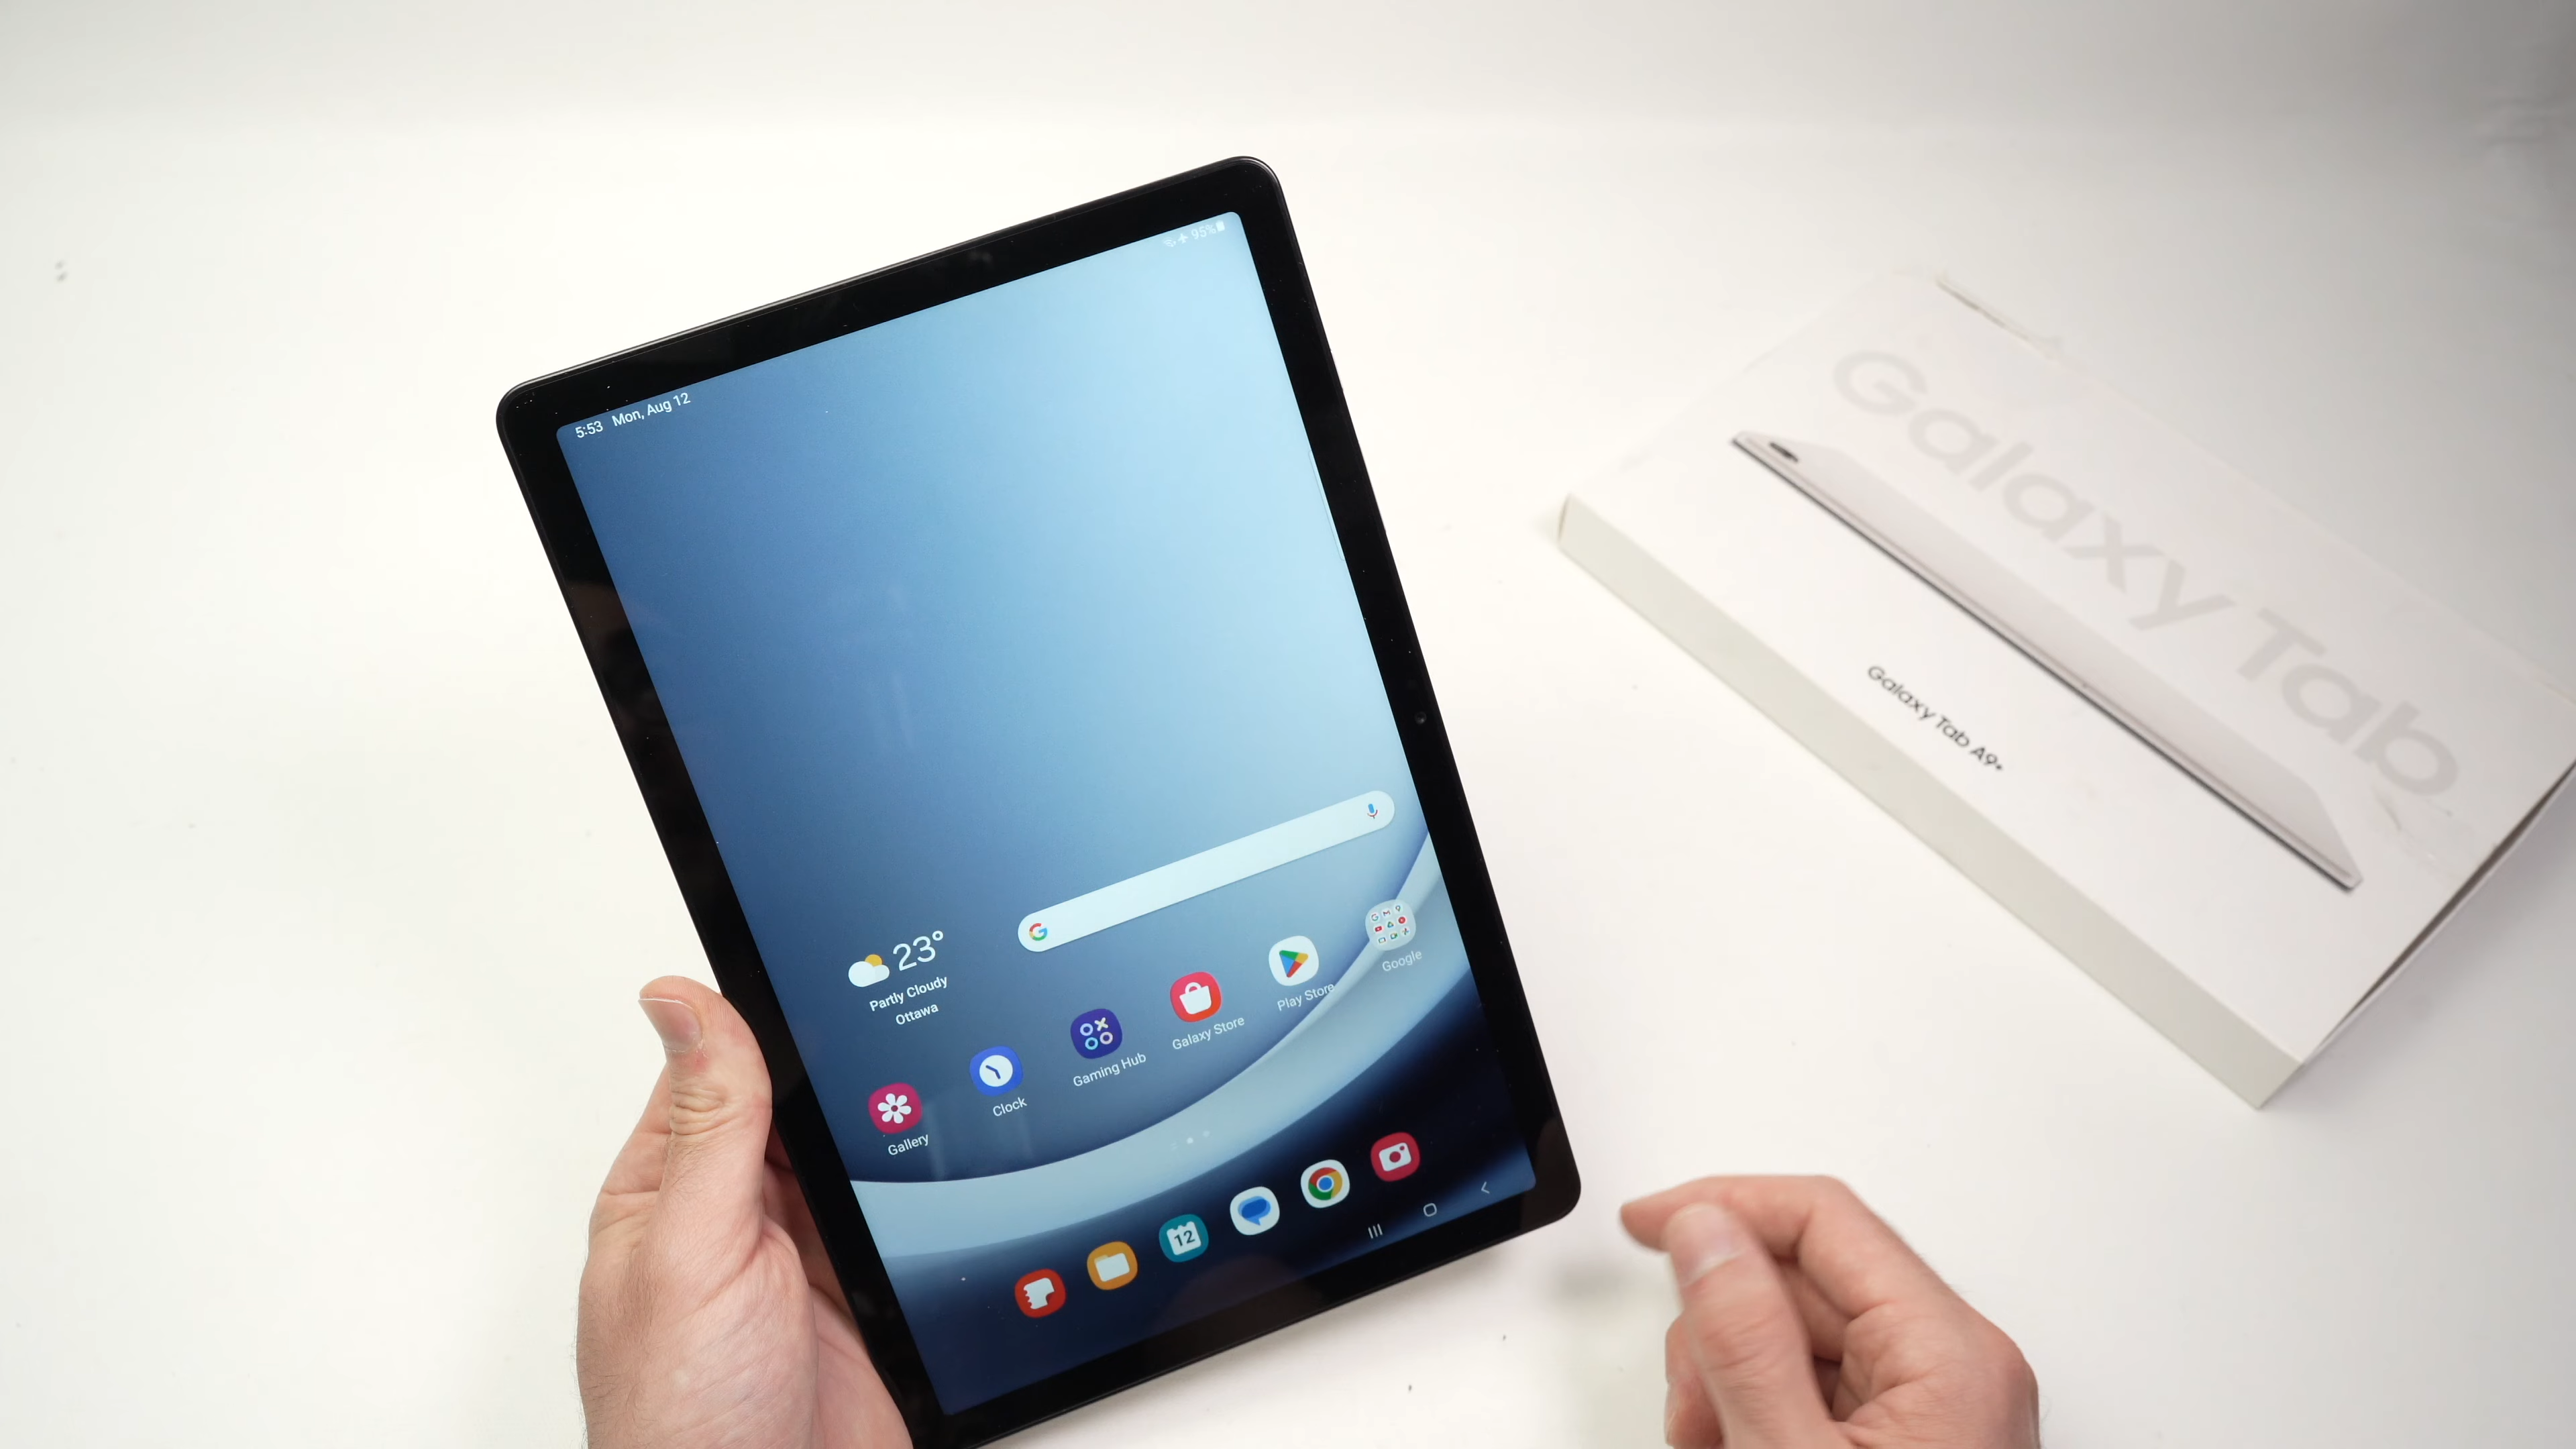 5:53 Mon, Aug 12
95%
23°
Partly Cloudy
Ottawa
Gallery
Clock
Gaming Hub
Galaxy Store
Play Store
Google
12
Galaxy Tab
Galaxy Tab A9+